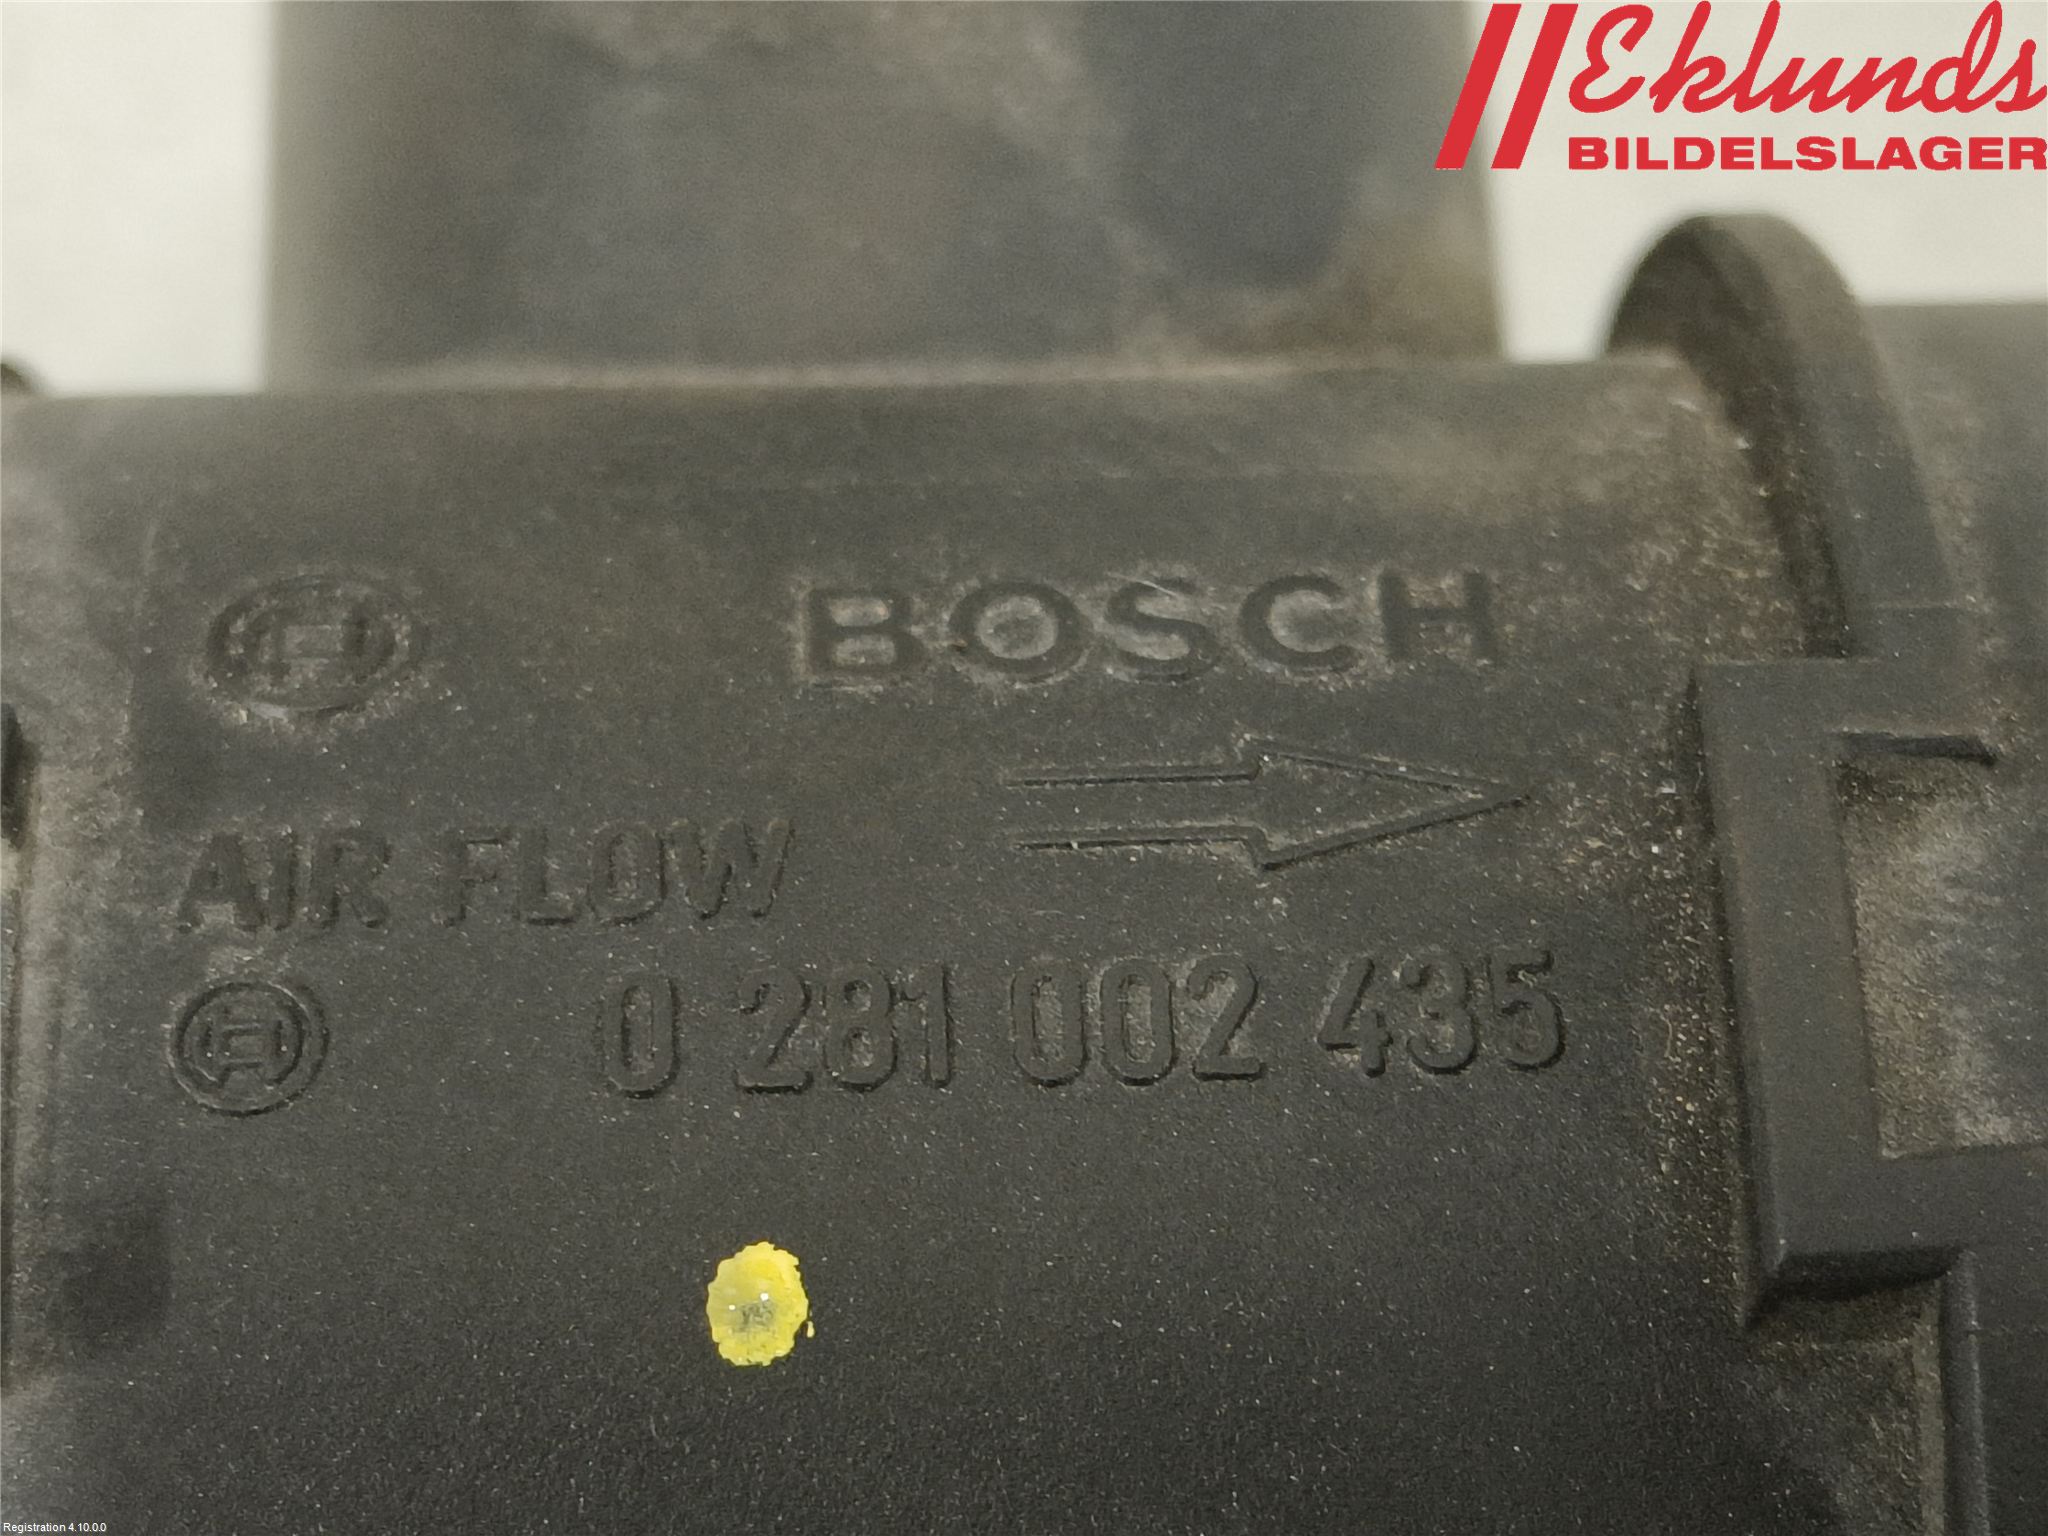 Eklunds
BILDELSLAGER
BOSCH
AIR FLOW
0 281 002 435
Registration 4.10.0.0